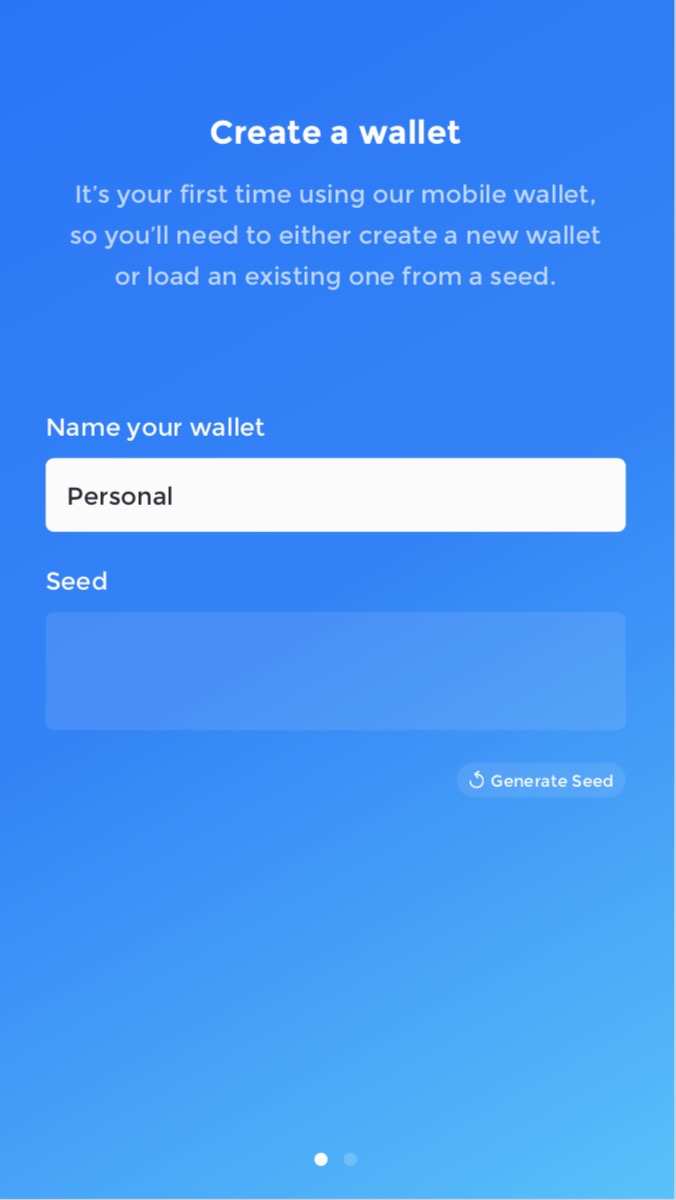 Create a wallet
It’s your first time using our mobile wallet,
so you’ll need to either create a new wallet
or load an existing one from a seed.
Name your wallet
Personal
Seed
Generate Seed